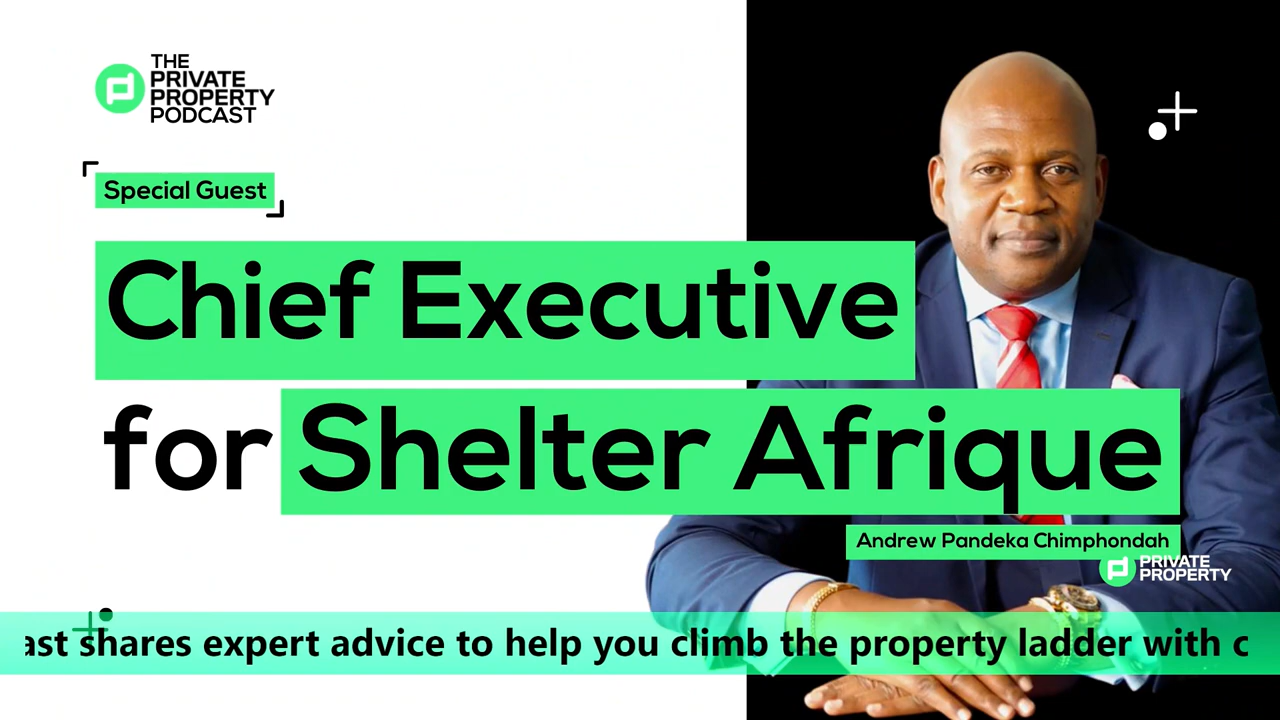 THE
PRIVATE
PROPERTY
PODCAST
Special Guest
Chief Executive
for Shelter Afrique
Andrew Pandeka Chimphondah
PRIVATE
PROPERTY
shares expert advice to help you climb the property ladder with